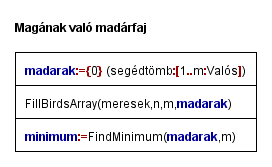 Magának való madárfaj
madarak:={0} (segédtömb:[1..m:Valós])
FillBirdsArray(meresek,n,m,madarak)
minimum:=FindMinimum(madarak,m)